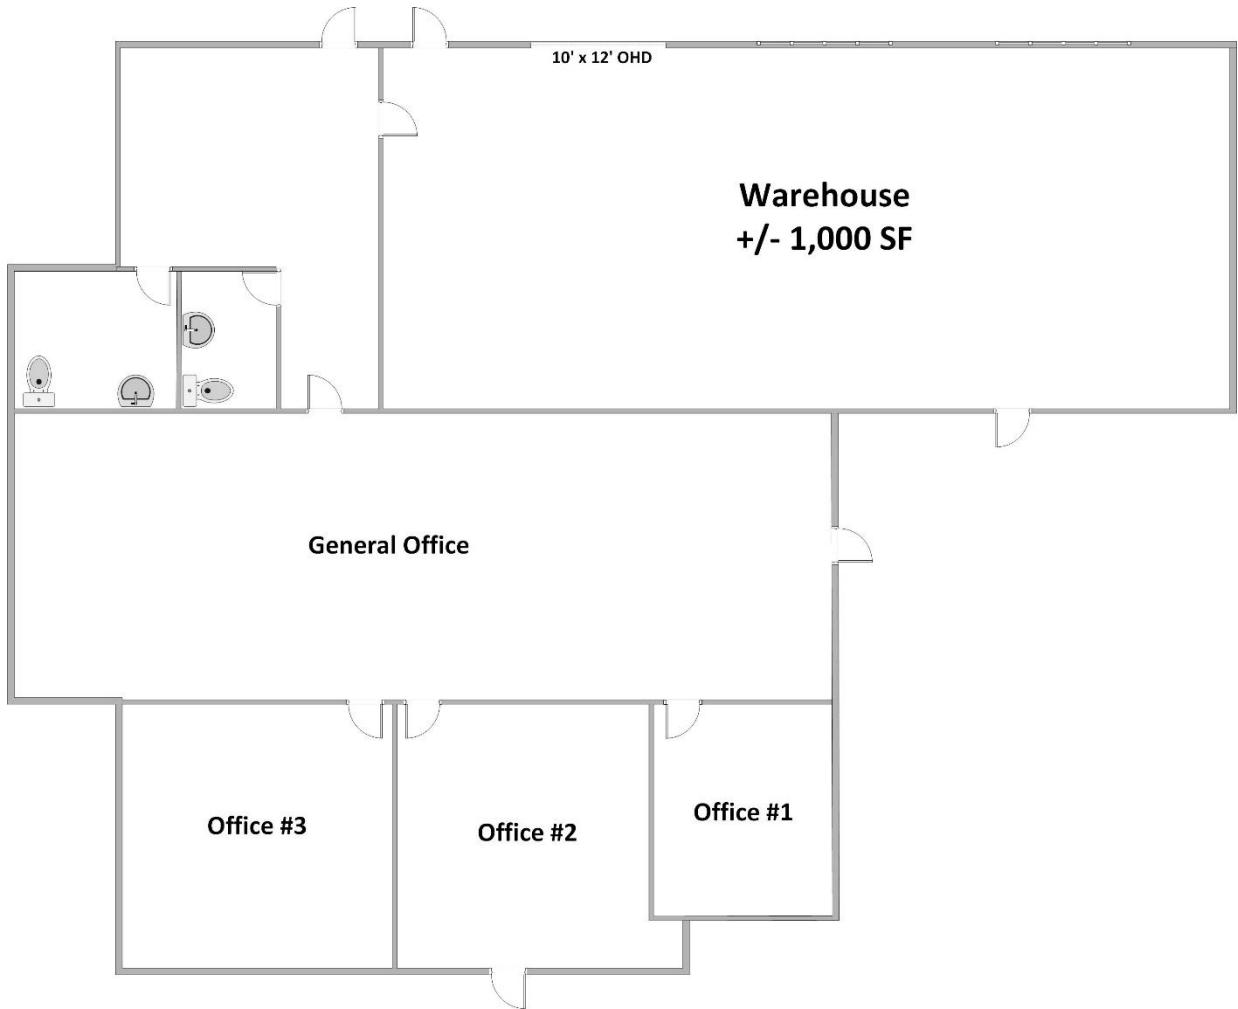 10' x 12' OHD
Warehouse
+/- 1,000 SF
General Office
Office #3
Office #2
Office #1